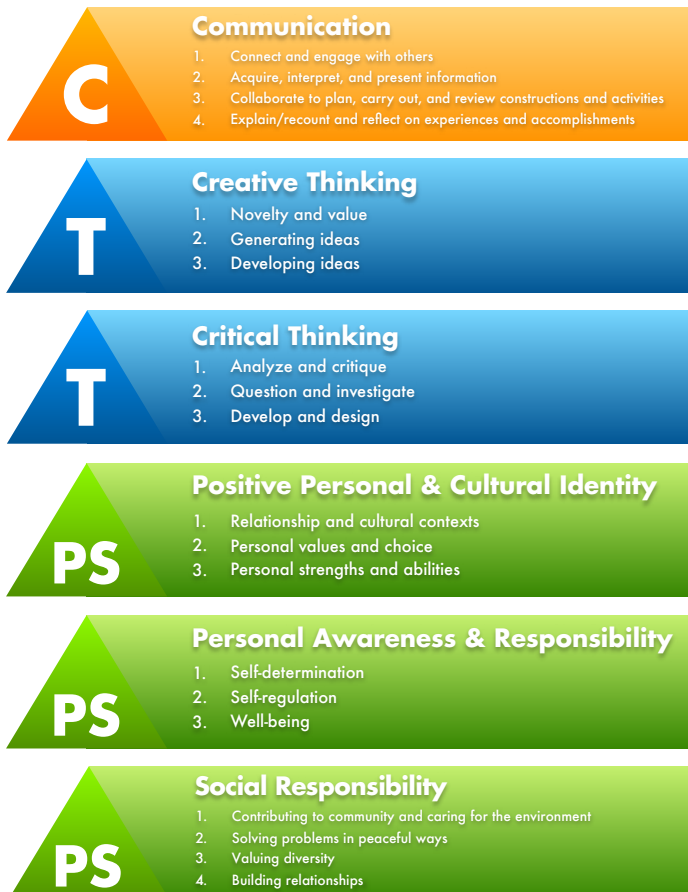 C
Communication
1. Connect and engage with others
2. Acquire, interpret, and present information
3. Collaborate to plan, carry out, and review constructions and activities
4. Explain/recount and reflect on experiences and accomplishments
T
Creative Thinking
1. Novelty and value
2. Generating ideas
3. Developing ideas
T
Critical Thinking
1. Analyze and critique
2. Question and investigate
3. Develop and design
PS
Positive Personal & Cultural Identity
1. Relationship and cultural contexts
2. Personal values and choice
3. Personal strengths and abilities
PS
Personal Awareness & Responsibility
1. Self-determination
2. Self-regulation
3. Well-being
PS
Social Responsibility
1. Contributing to community and caring for the environment
2. Solving problems in peaceful ways
3. Valuing diversity
4. Building relationships